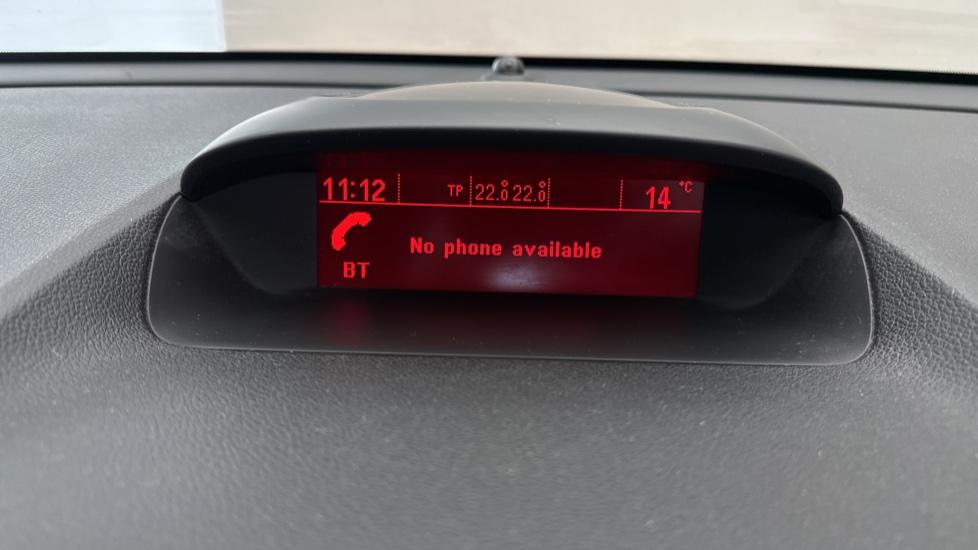 11:12 TP 22.0° 22.0° 14 °C
No phone available
BT